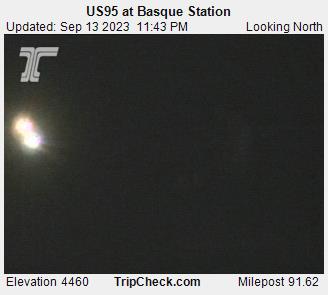 US95 at Basque Station
Updated: Sep 13 2023 11:43 PM Looking North
Elevation 4460 TripCheck.com Milepost 91.62